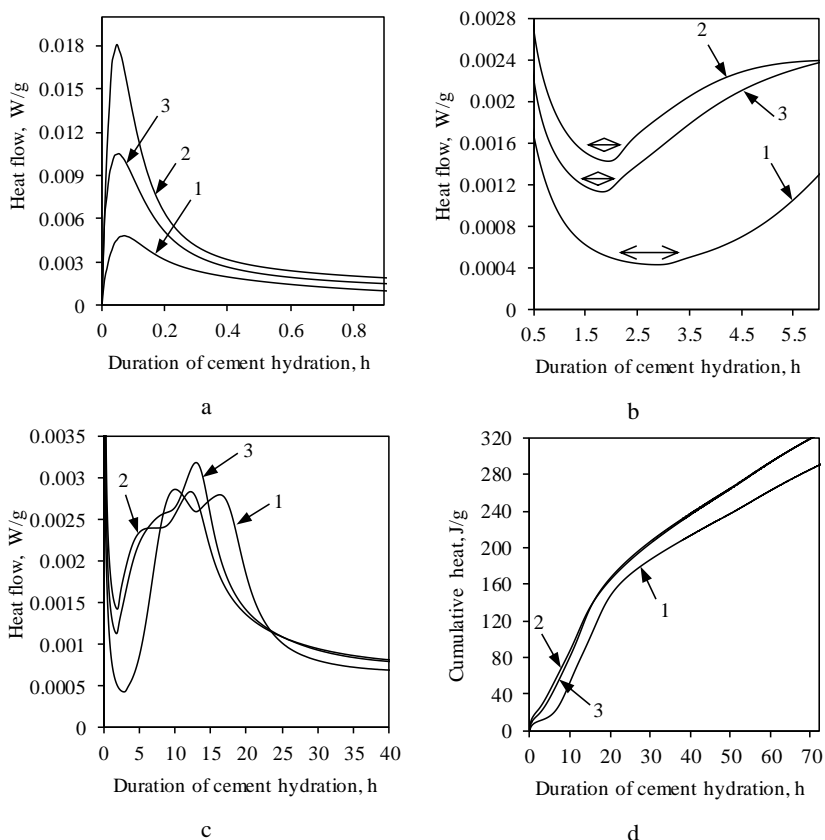 0.018
0.015
0.012
0.009
0.006
0.003
0
Heat flow, W/g
3
2
1
0 0.2 0.4 0.6 0.8
Duration of cement hydration, h
a
0.0028
0.0024
0.002
0.0016
0.0012
0.0008
0.0004
0
Heat flow, W/g
2
3
1
0.5 1.5 2.5 3.5 4.5 5.5
Duration of cement hydration, h
b
0.0035
0.003
0.0025
0.002
0.0015
0.001
0.0005
0
Heat flow, W/g
3
2
1
0 5 10 15 20 25 30 35 40
Duration of cement hydration, h
c
320
280
240
200
160
120
80
40
0
Cumulative heat, J/g
1
2
3
0 10 20 30 40 50 60 70
Duration of cement hydration, h
d